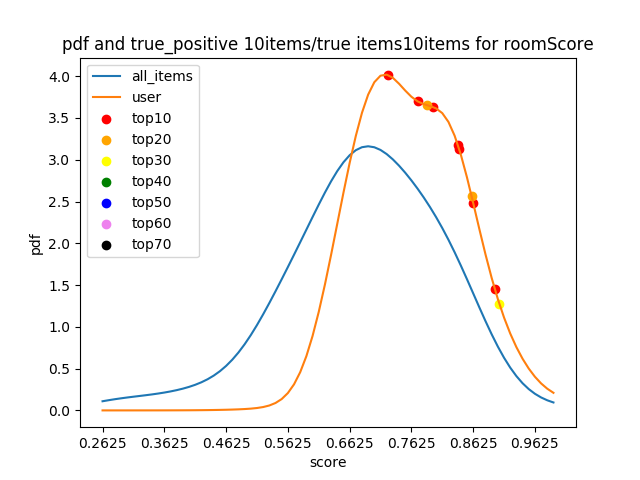 pdf and true_positive 10items/true items10items for roomScore
all_items
user
top10
top20
top30
top40
top50
top60
top70
4.0
3.5
3.0
2.5
2.0
1.5
1.0
0.5
0.0
pdf
0.2625 0.3625 0.4625 0.5625 0.6625 0.7625 0.8625 0.9625
score